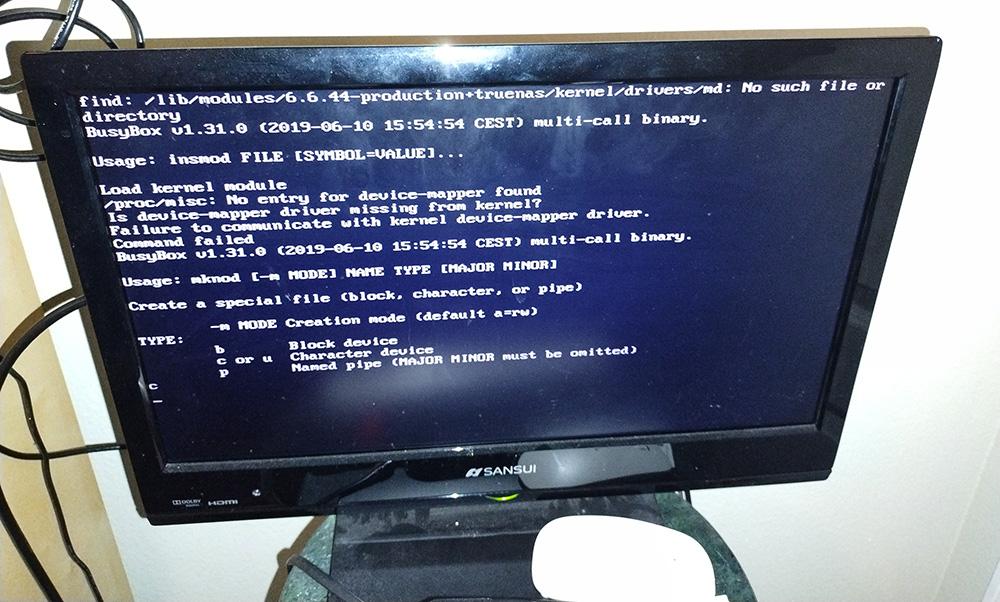 find: /lib/modules/6.6.44-production+truenas/kernel/drivers/md: No such file or
directory
BusyBox v1.31.0 (2019-06-10 15:54:54 CEST) multi-call binary.
Usage: insmod FILE [SYMBOL=VALUE]...
Load kernel module
/proc/misc: No entry for device-mapper found
Is device-mapper driver missing from kernel?
Failure to communicate with kernel device-mapper driver.
Command failed
BusyBox v1.31.0 (2019-06-10 15:54:54 CEST) multi-call binary.
Usage: mknod [-m MODE] NAME TYPE [MAJOR MINOR]
Create a special file (block, character, or pipe)
-m MODE Creation mode (default a=rw)
TYPE:
b Block device
c or u Character device
p Named pipe (MAJOR MINOR must be omitted)
c
_
SANSUI
DOLBY HDMI